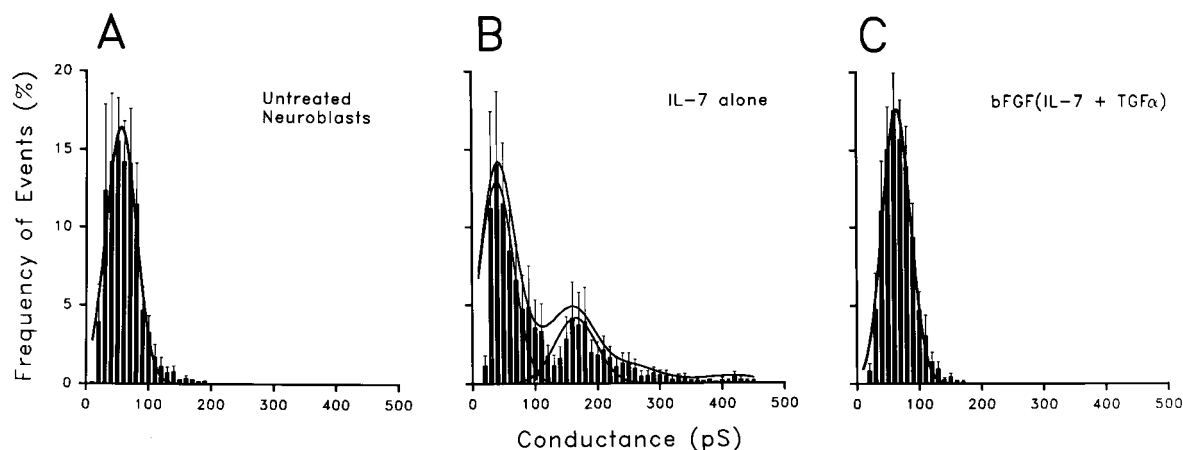 A
B
C
Untreated
Neuroblasts
IL-7 alone
bFGF(IL-7 + TGFα)
Frequency of Events (%)
20
15
10
5
0
0 100 200 300 400 500
0 100 200 300 400 500
0 100 200 300 400 500
Conductance (pS)